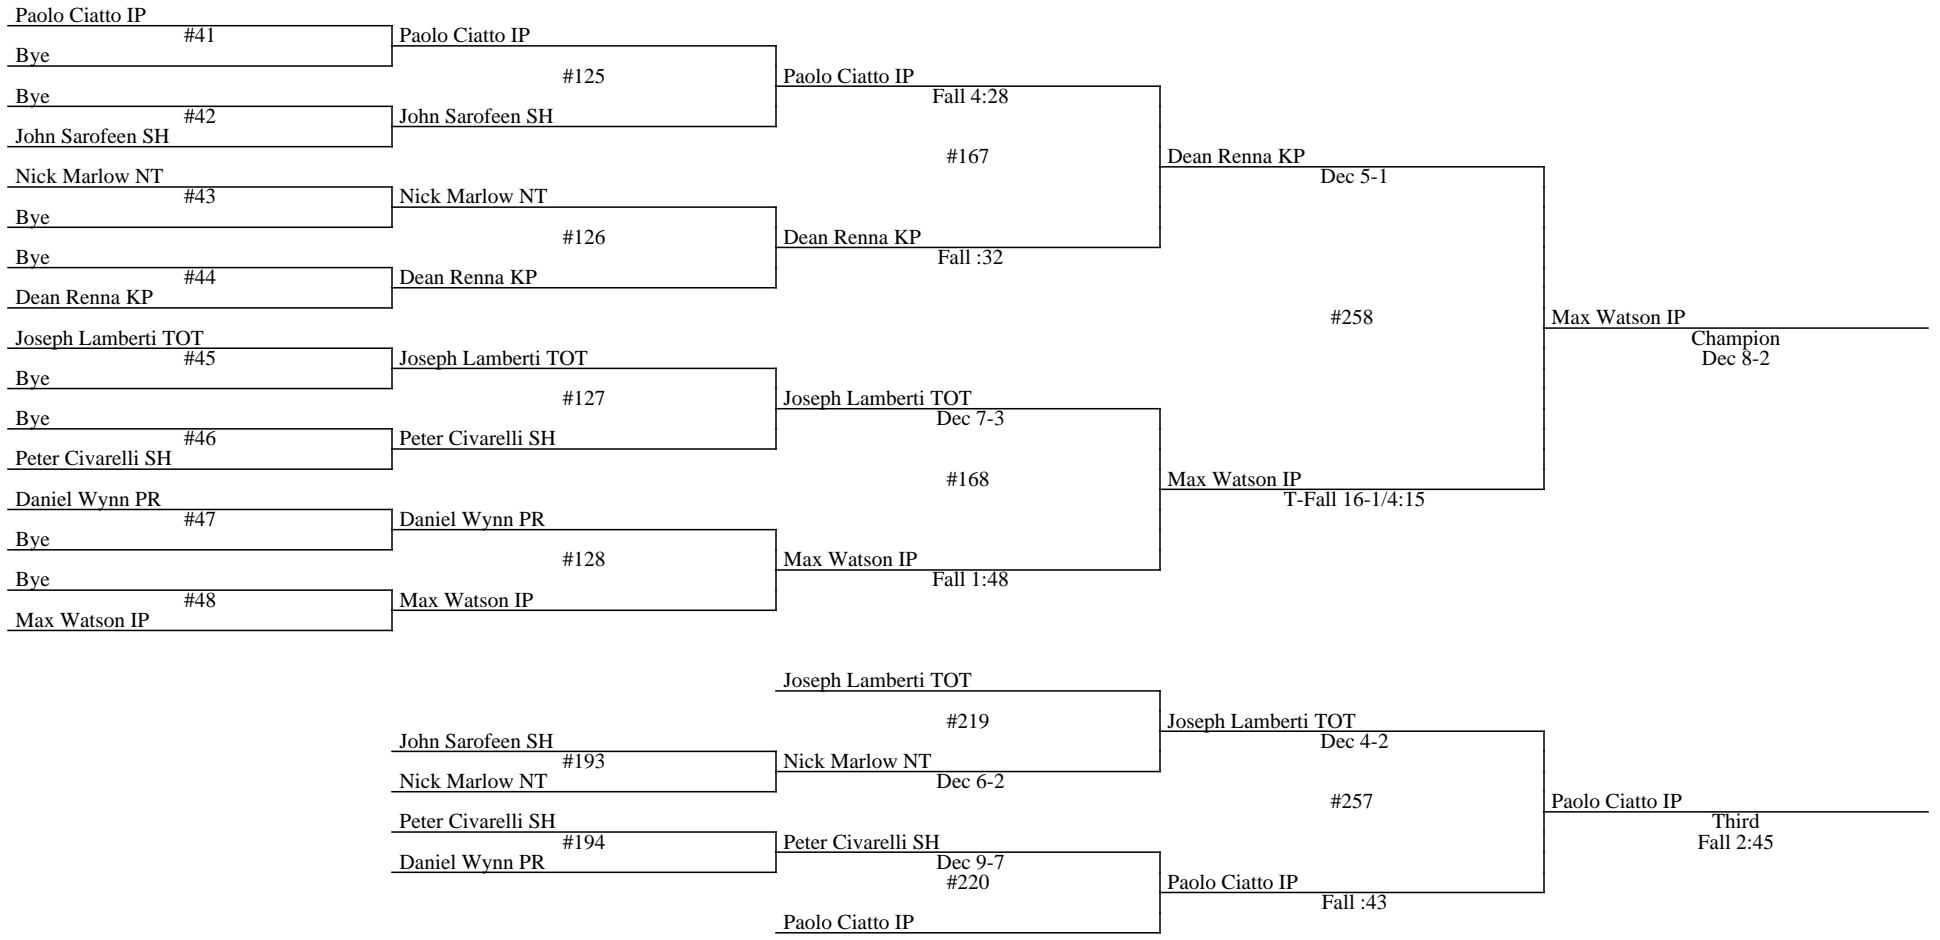 Paolo Ciatto IP
#41
Bye
Paolo Ciatto IP
#125
Bye
#42
John Sarofeen SH
John Sarofeen SH
Paolo Ciatto IP
Fall 4:28
#167
Nick Marlow NT
#43
Bye
Nick Marlow NT
#126
Bye
#44
Dean Renna KP
Dean Renna KP
Dean Renna KP
Fall :32
Dean Renna KP
Dec 5-1
#258
Joseph Lamberti TOT
#45
Bye
Joseph Lamberti TOT
#127
Bye
#46
Peter Civarelli SH
Peter Civarelli SH
Joseph Lamberti TOT
Dec 7-3
#168
Daniel Wynn PR
#47
Bye
Daniel Wynn PR
#128
Bye
#48
Max Watson IP
Max Watson IP
Max Watson IP
Fall 1:48
Max Watson IP
T-Fall 16-1/4:15
Max Watson IP
Champion
Dec 8-2
Joseph Lamberti TOT
#219
John Sarofeen SH
#193
Nick Marlow NT
Nick Marlow NT
Dec 6-2
Joseph Lamberti TOT
Dec 4-2
#257
Peter Civarelli SH
#194
Daniel Wynn PR
Peter Civarelli SH
Dec 9-7
#220
Paolo Ciatto IP
Paolo Ciatto IP
Fall :43
Paolo Ciatto IP
Third
Fall 2:45